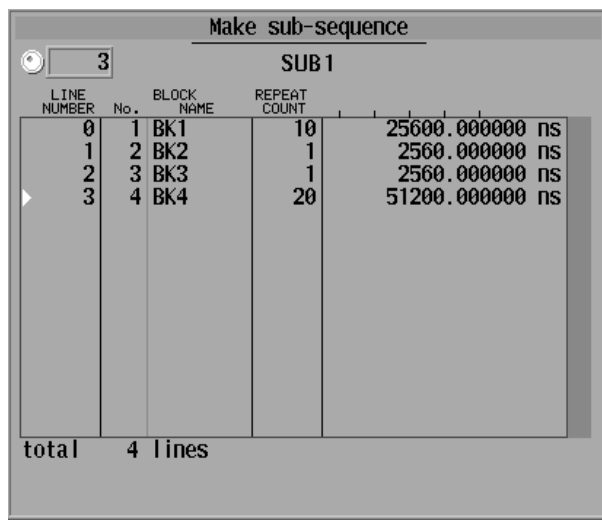 Make sub-sequence
3 SUB1
LINE NUMBER No. BLOCK NAME REPEAT COUNT
0 1 BK1 10 25600.000000 ns
1 2 BK2 1 2560.000000 ns
2 3 BK3 1 2560.000000 ns
3 4 BK4 20 51200.000000 ns
total 4 lines